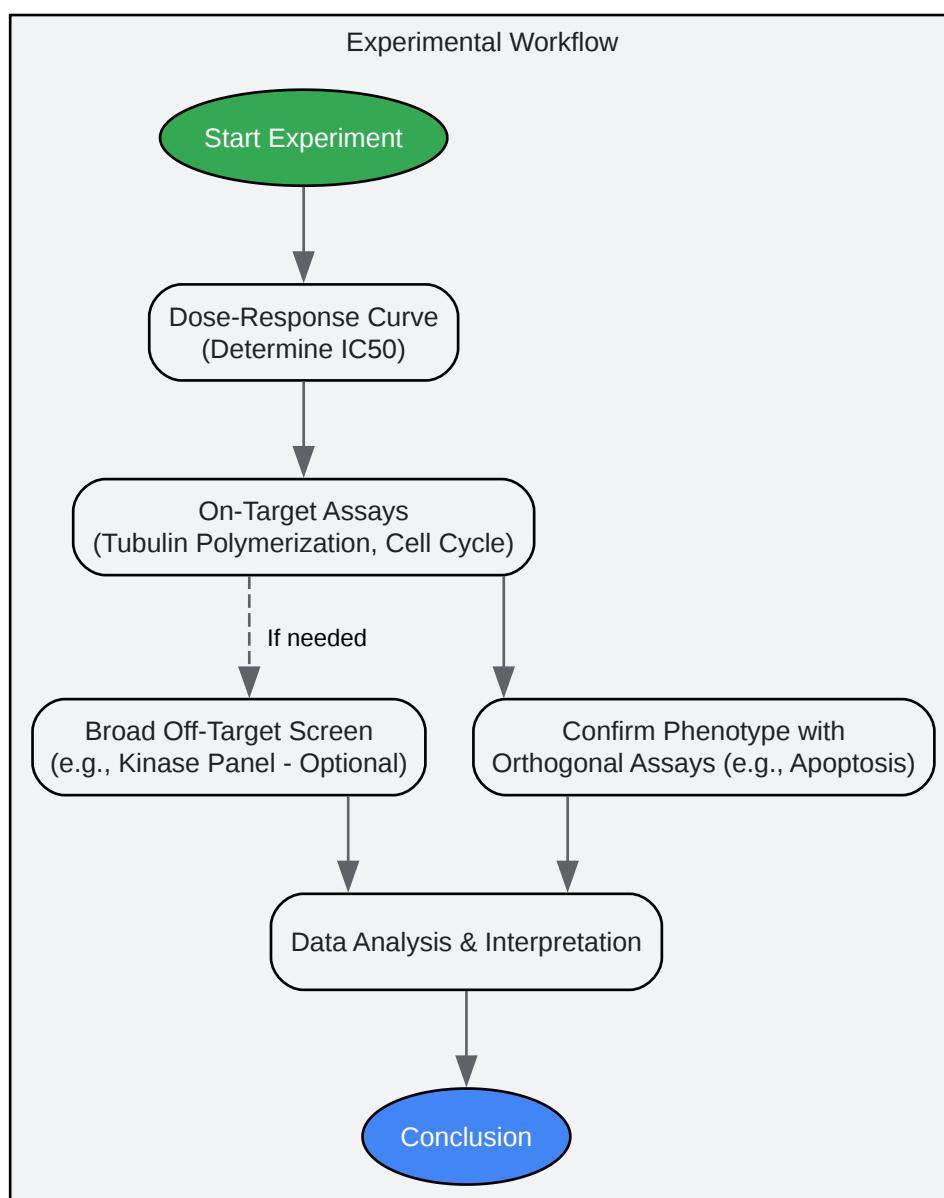 Experimental Workflow
Start Experiment
Dose-Response Curve
(Determine IC50)
On-Target Assays
(Tubulin Polymerization, Cell Cycle)
If needed
Broad Off-Target Screen
(e.g., Kinase Panel - Optional)
Confirm Phenotype with
Orthogonal Assays (e.g., Apoptosis)
Data Analysis & Interpretation
Conclusion